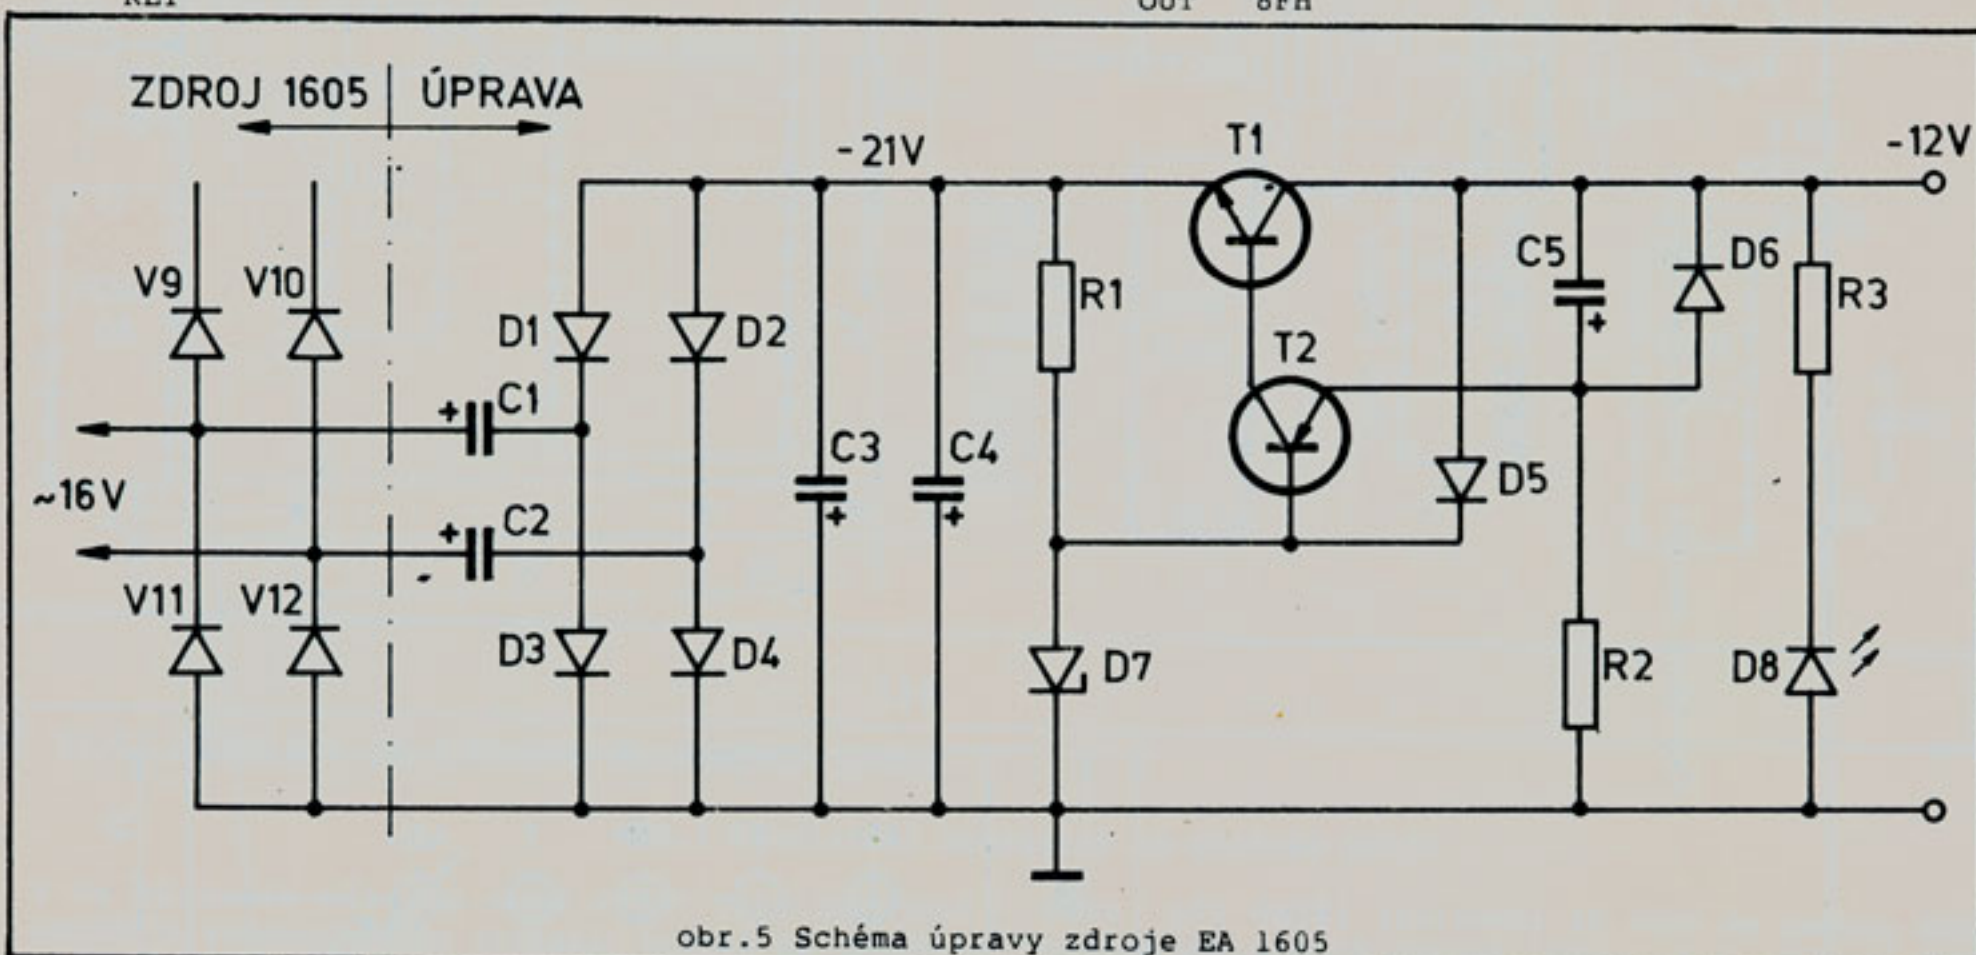 ZDROJ 1605 ÚPRAVA
-21V
T1
-12V
V9
V10
D1
D2
R1
C5
D6
R3
T2
C1
C3
C4
D5
~16V
C2
V11
V12
D3
D4
D7
R2
D8
obr.5 Schéma úpravy zdroje EA 1605